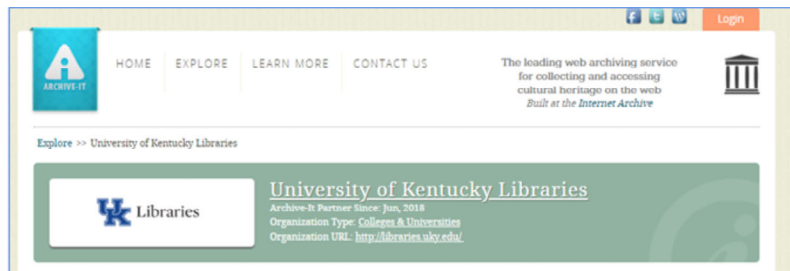 Login
ARCHIVE-IT
HOME EXPLORE LEARN MORE CONTACT US
The leading web archiving service
for collecting and accessing
cultural heritage on the web
Built at the Internet Archive
Explore >> University of Kentucky Libraries
UK Libraries
University of Kentucky Libraries
Archive-It Partner Since: Jun, 2018
Organization Type: Colleges & Universities
Organization URL: http://libraries.uky.edu/